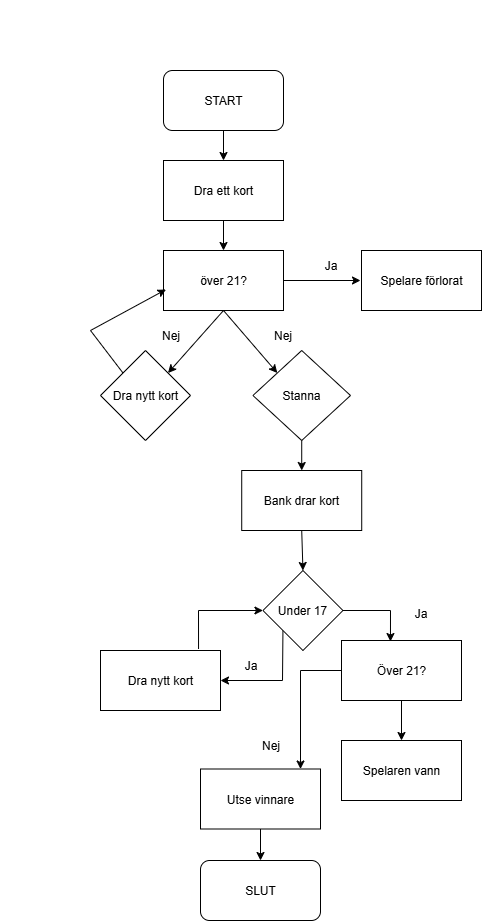 START
Dra ett kort
över 21?
Ja
Spelare förlorat
Nej
Nej
Dra nytt kort
Stanna
Bank drar kort
Under 17
Ja
Ja
Dra nytt kort
Över 21?
Nej
Spelaren vann
Utse vinnare
SLUT